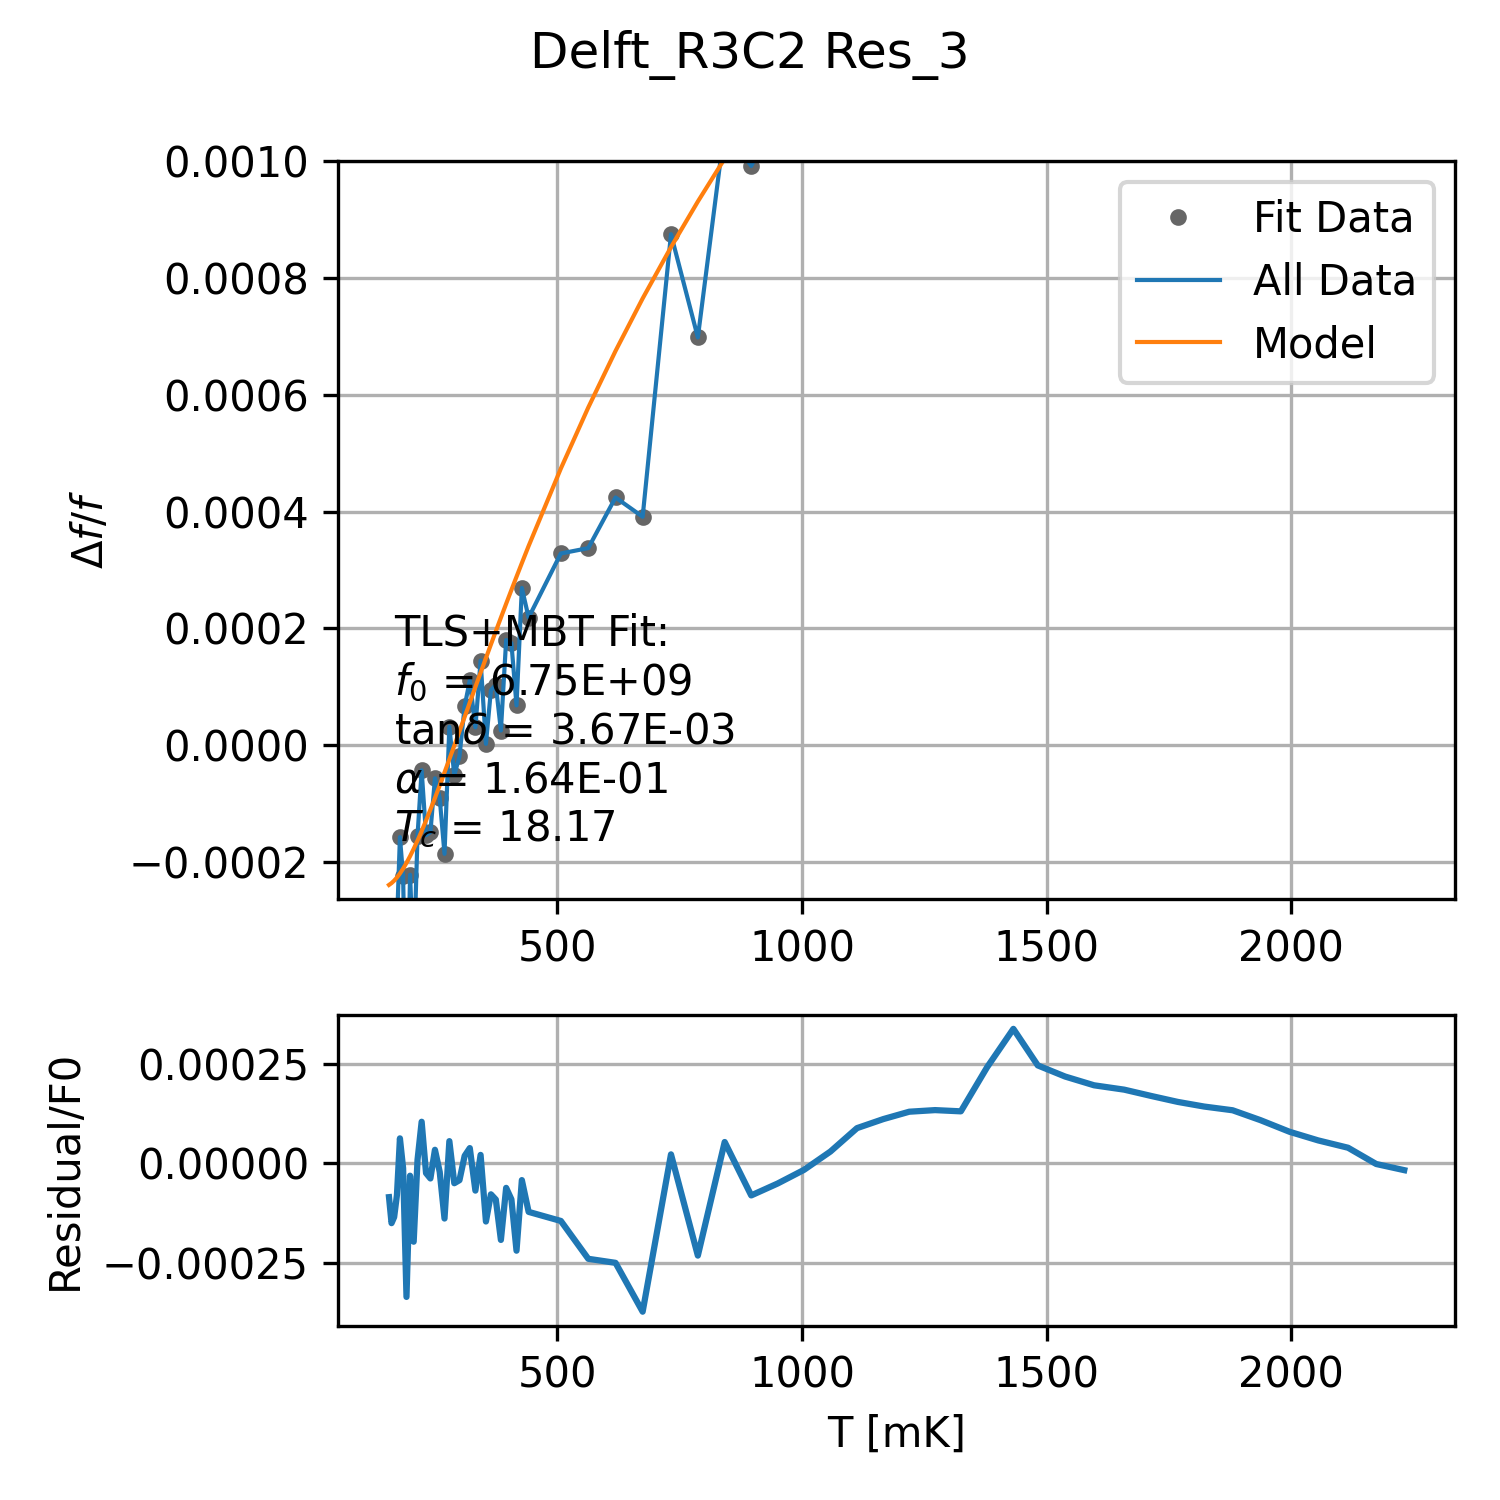 Delft_R3C2 Res_3
0.0010
0.0008
0.0006
0.0004
0.0002
0.0000
−0.0002
Δf/f
Fit Data
All Data
Model
TLS+MBT Fit:
f₀ = 6.75E+09
tanδ = 3.67E-03
α = 1.64E-01
T_c = 18.17
500
1000
1500
2000
0.00025
0.00000
−0.00025
Residual/F0
500
1000
1500
2000
T [mK]